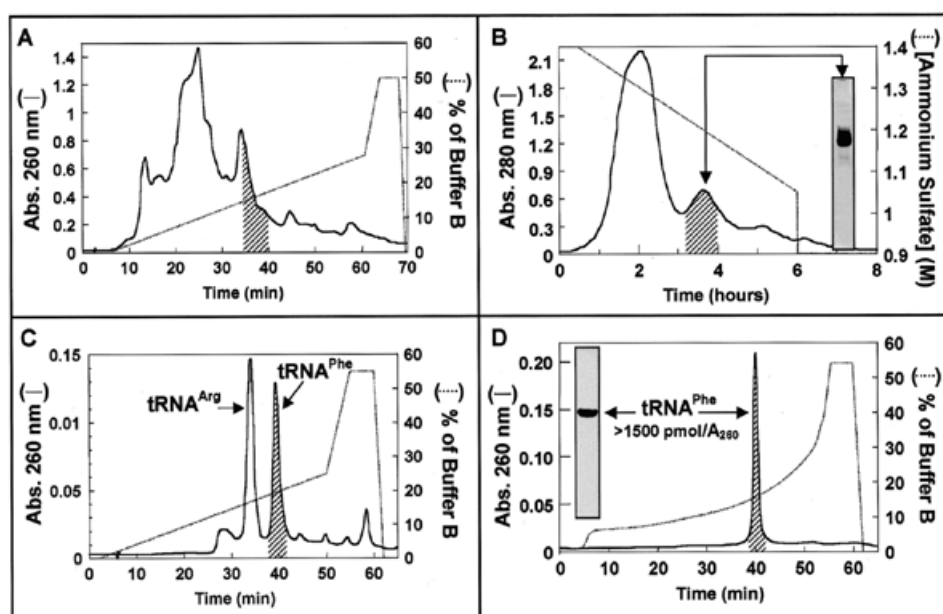 A
Abs. 260 nm (—)
1.4
1.2
1
0.8
0.6
0.4
0.2
0
0 10 20 30 40 50 60 70
Time (min)
60
50
40
30
20
10
0
(....)
% of Buffer B
B
Abs. 280 nm (—)
2.1
1.8
1.5
1.2
0.9
0.6
0.3
0
0 2 4 6 8
Time (hours)
1.4
1.3
1.2
1.1
1
0.9
(....)
[Ammonium Sulfate] (M)
C
Abs. 260 nm (—)
0.15
0.10
0.05
0
0 10 20 30 40 50 60
Time (min)
tRNA^Arg
tRNA^Phe
60
50
40
30
20
10
0
(....)
% of Buffer B
D
Abs. 260 nm (—)
0.20
0.15
0.10
0.05
0
0 10 20 30 40 50 60
Time (min)
tRNA^Phe
>1500 pmol/A₂₆₀
60
50
40
30
20
10
0
(....)
% of Buffer B